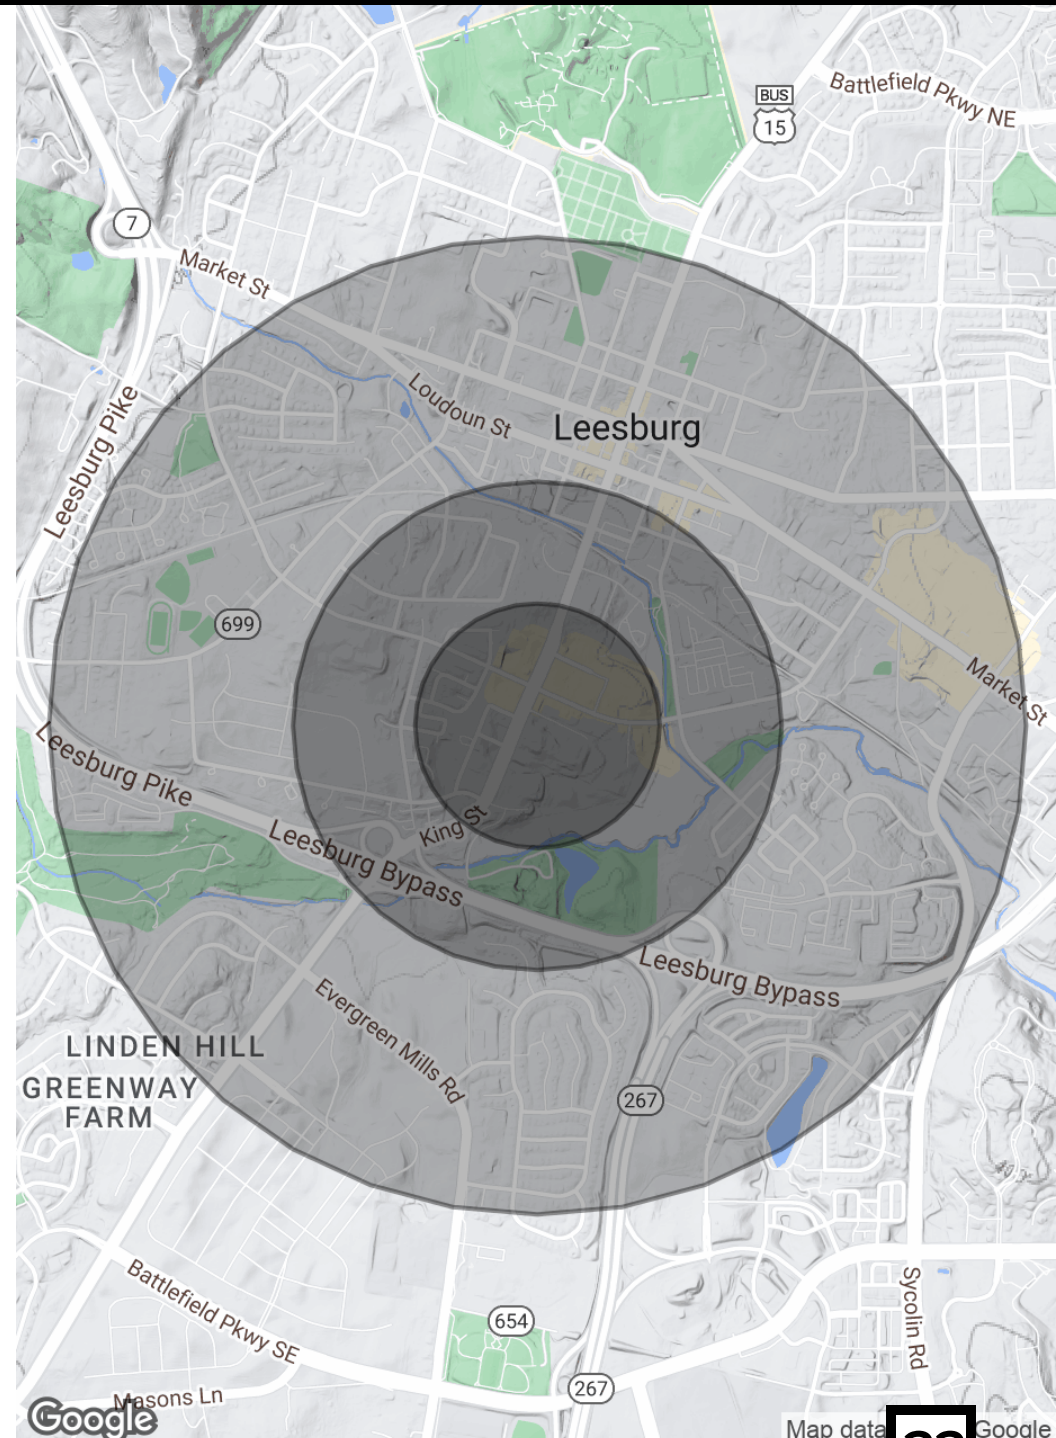 Battlefield Pkwy NE
BUS
15
7
Market St
Leesburg Pike
Loudoun St
Leesburg
699
Market St
Leesburg Pike
King St
Leesburg Bypass
Leesburg Bypass
Evergreen Mills Rd
LINDEN HILL
GREENWAY
FARM
267
Battlefield Pkwy SE
654
Sycolin Rd
267
Masons Ln
Google
Map data
Google